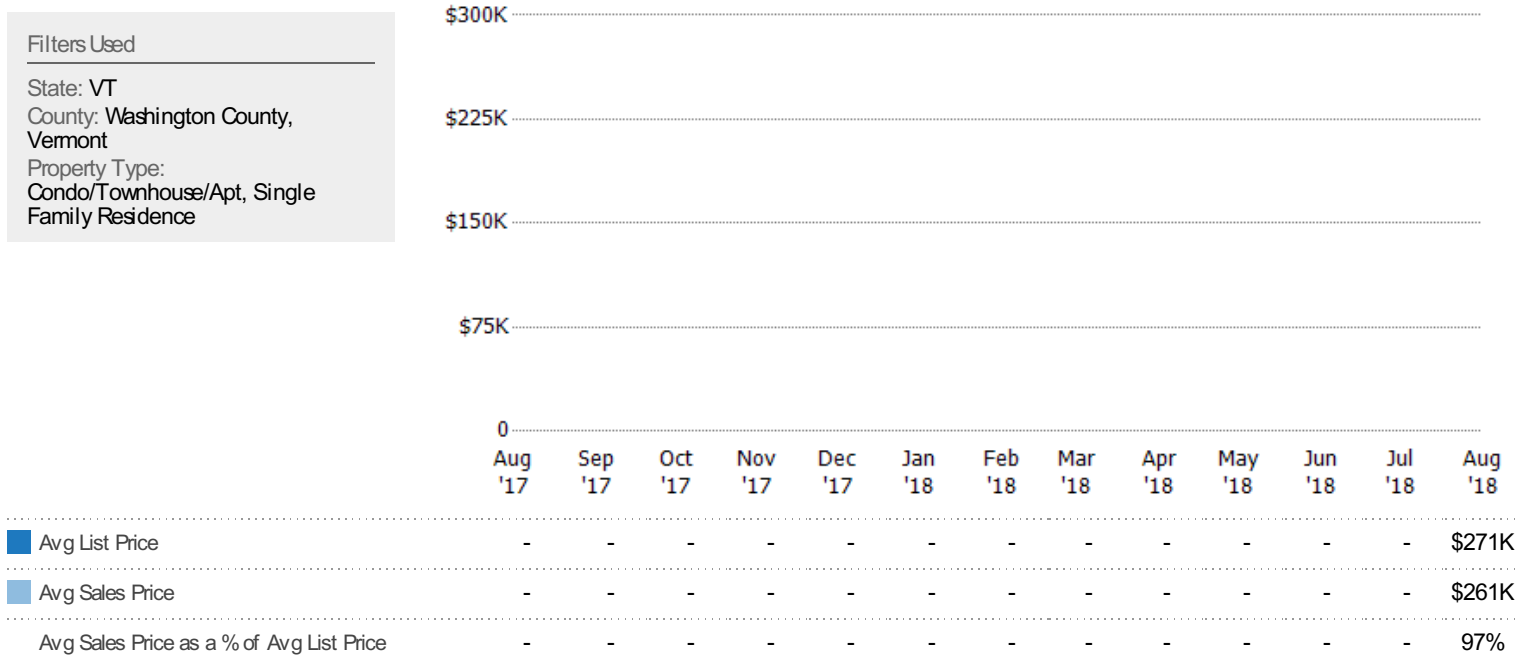 Filters Used
State: VT
County: Washington County,
Vermont
Property Type:
Condo/Townhouse/Apt, Single
Family Residence
$300K
$225K
$150K
$75K
0
Aug Sep Oct Nov Dec Jan Feb Mar Apr May Jun Jul Aug
'17 '17 '17 '17 '17 '18 '18 '18 '18 '18 '18 '18 '18
Avg List Price - - - - - - - - - - - - $271K
Avg Sales Price - - - - - - - - - - - - $261K
Avg Sales Price as a % of Avg List Price - - - - - - - - - - - - 97%